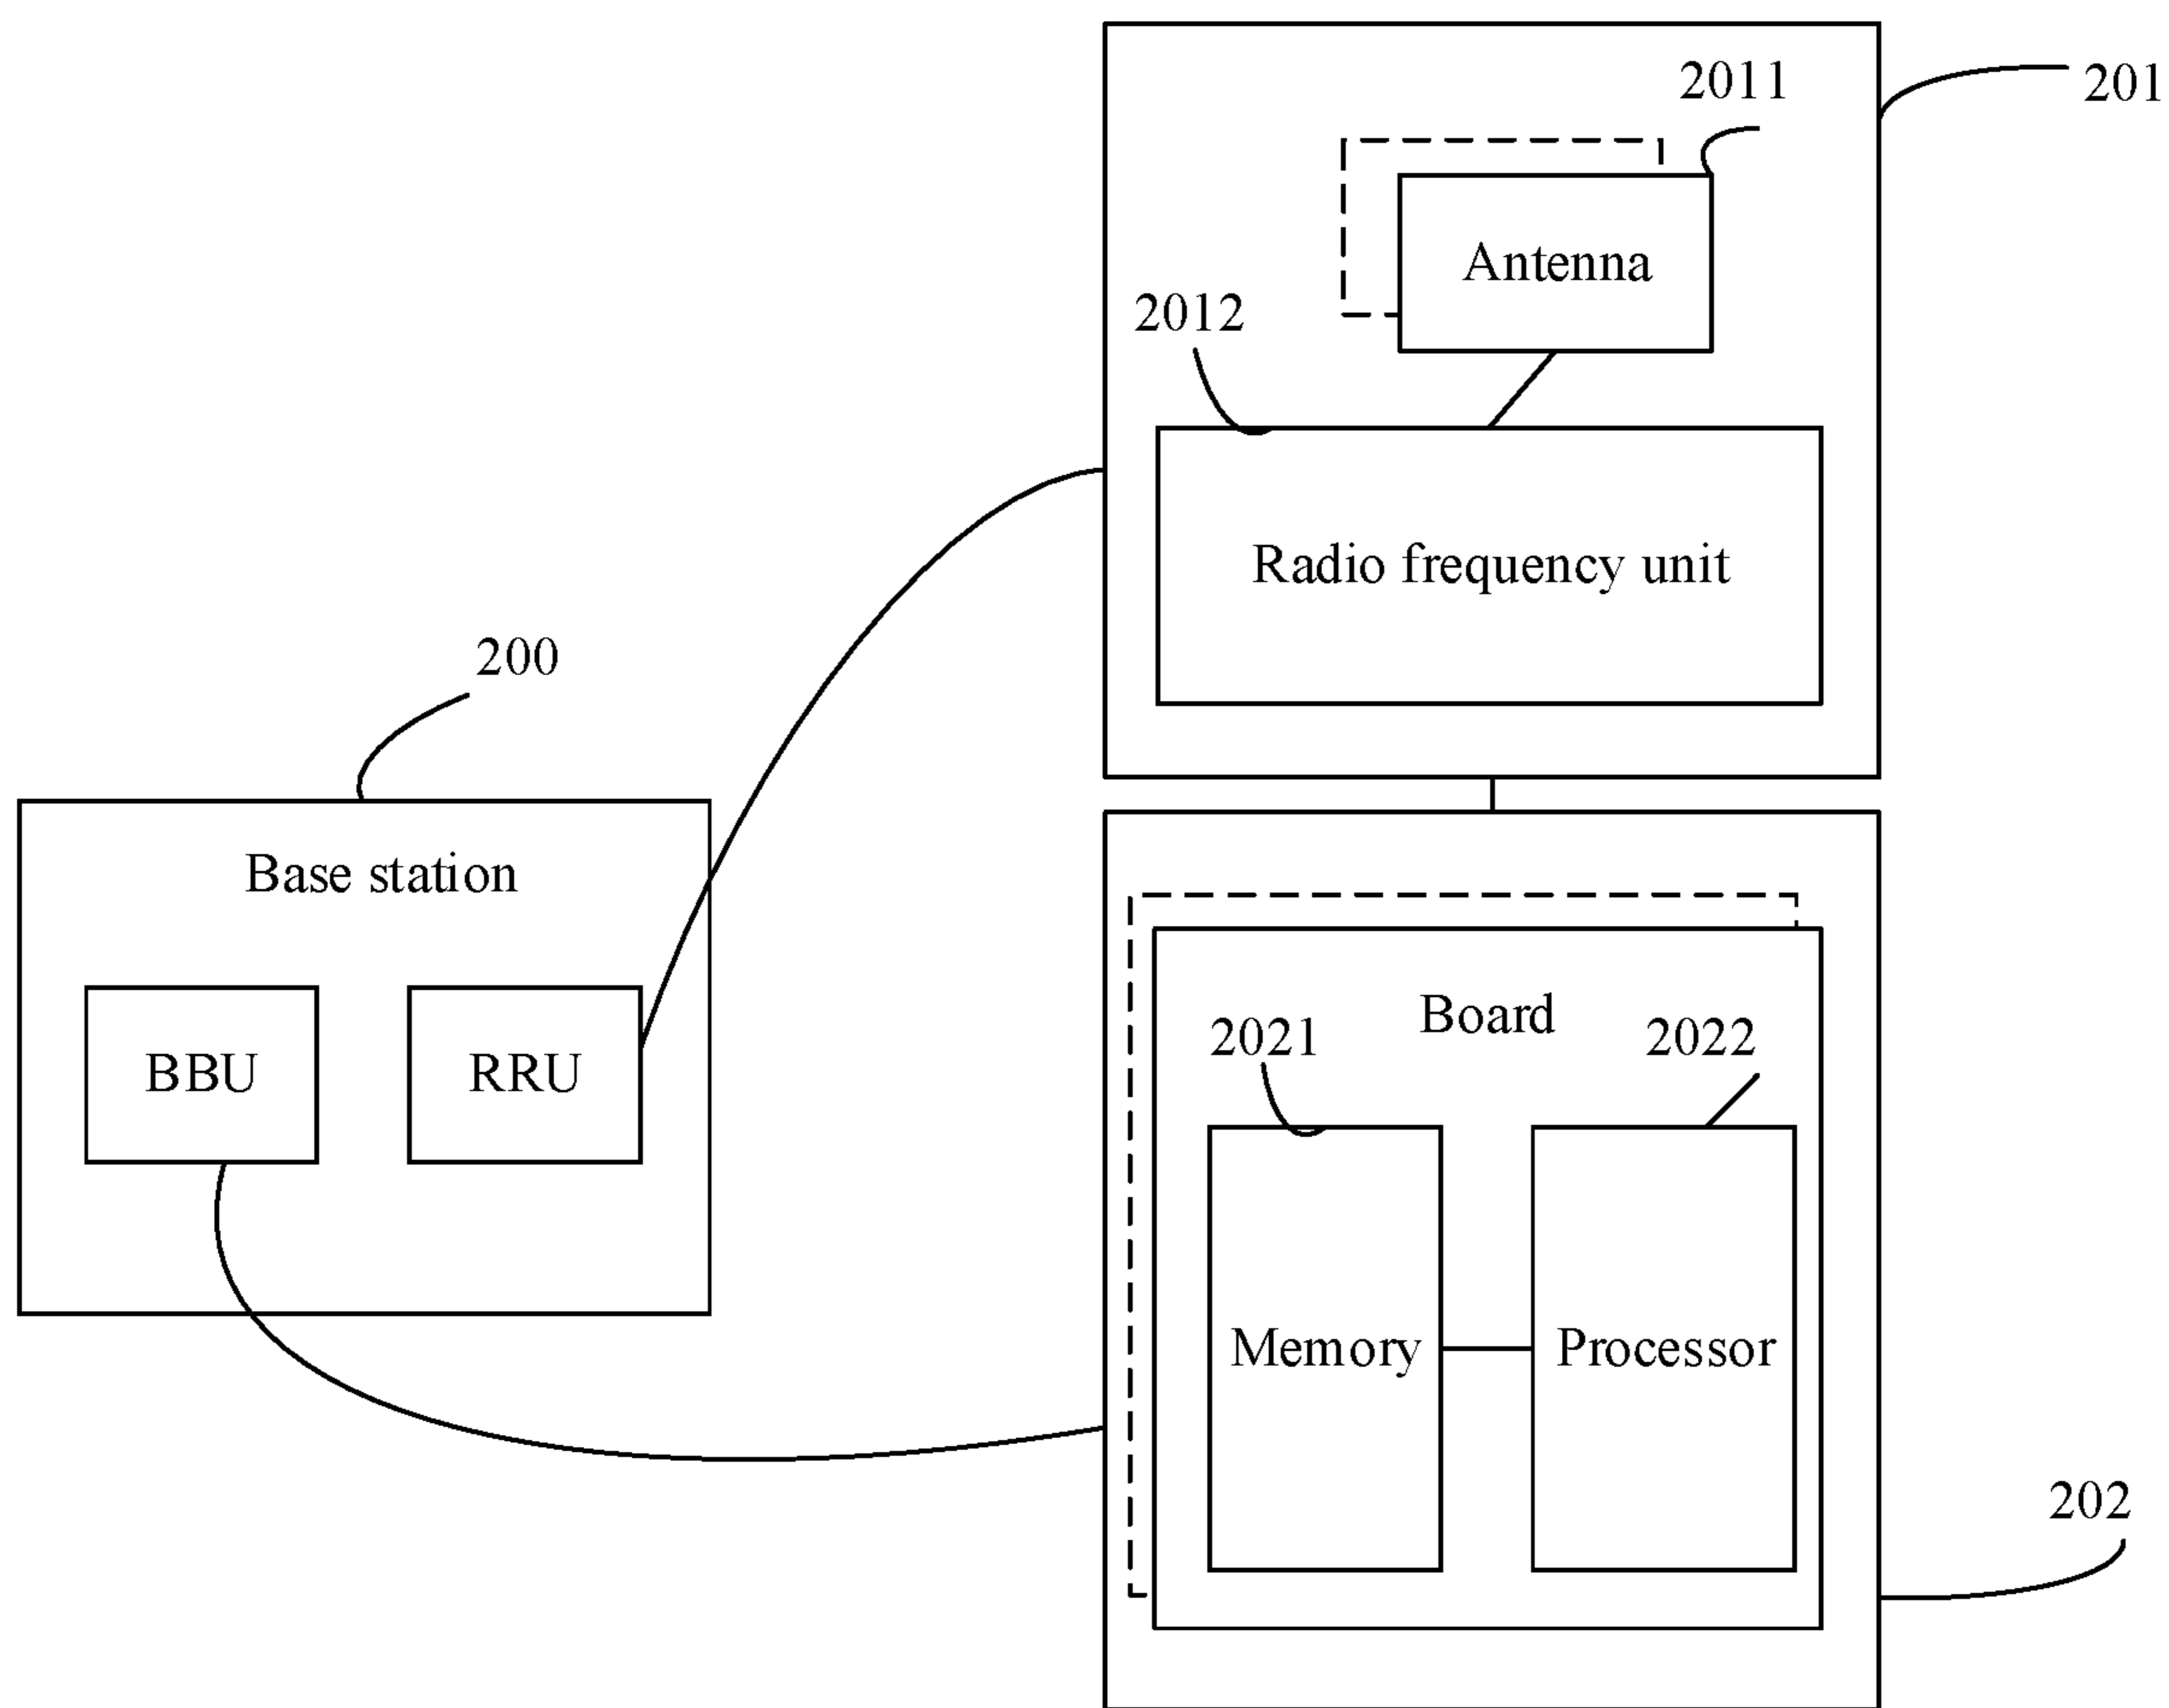 2011
201
Antenna
2012
Radio frequency unit
200
Base station
BBU
RRU
Board
2021
2022
Memory
Processor
202